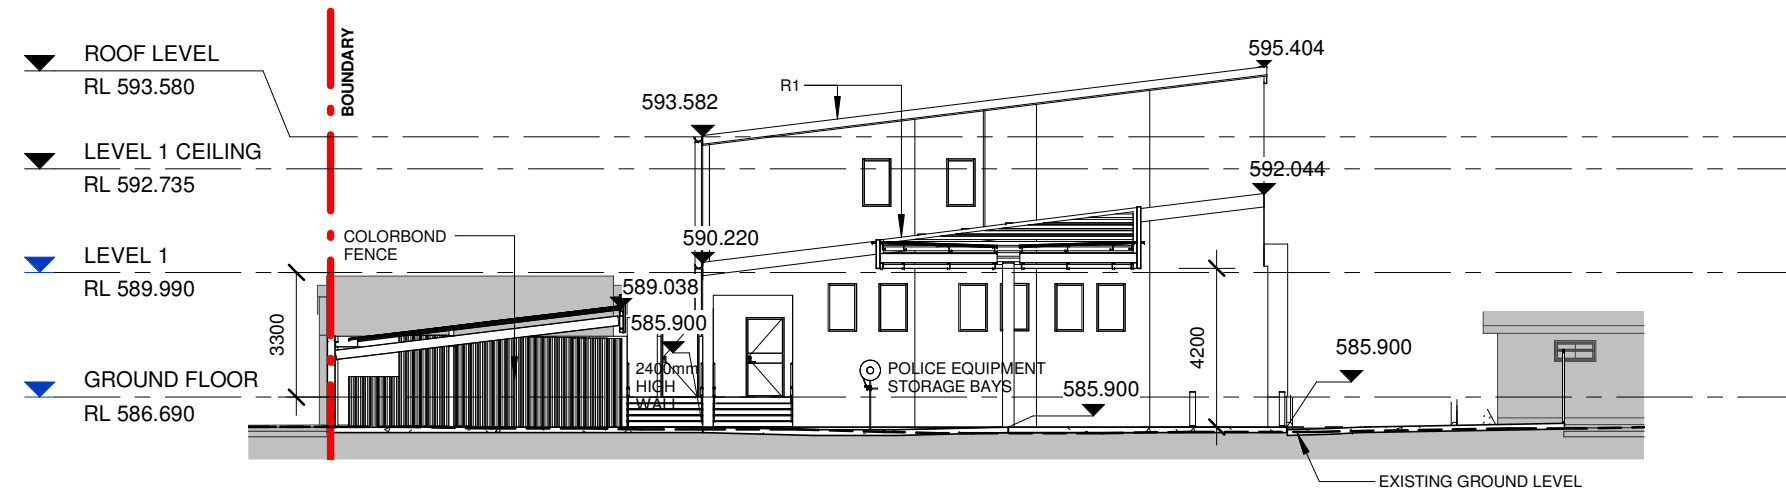 ROOF LEVEL
RL 593.580
LEVEL 1 CEILING
RL 592.735
LEVEL 1
RL 589.990
GROUND FLOOR
RL 586.690
BOUNDARY
COLORBOND
FENCE
3300
593.582
R1
595.404
592.044
590.220
589.038
585.900
2400mm
HIGH
WALL
POLICE EQUIPMENT
STORAGE BAYS
585.900
4200
585.900
EXISTING GROUND LEVEL